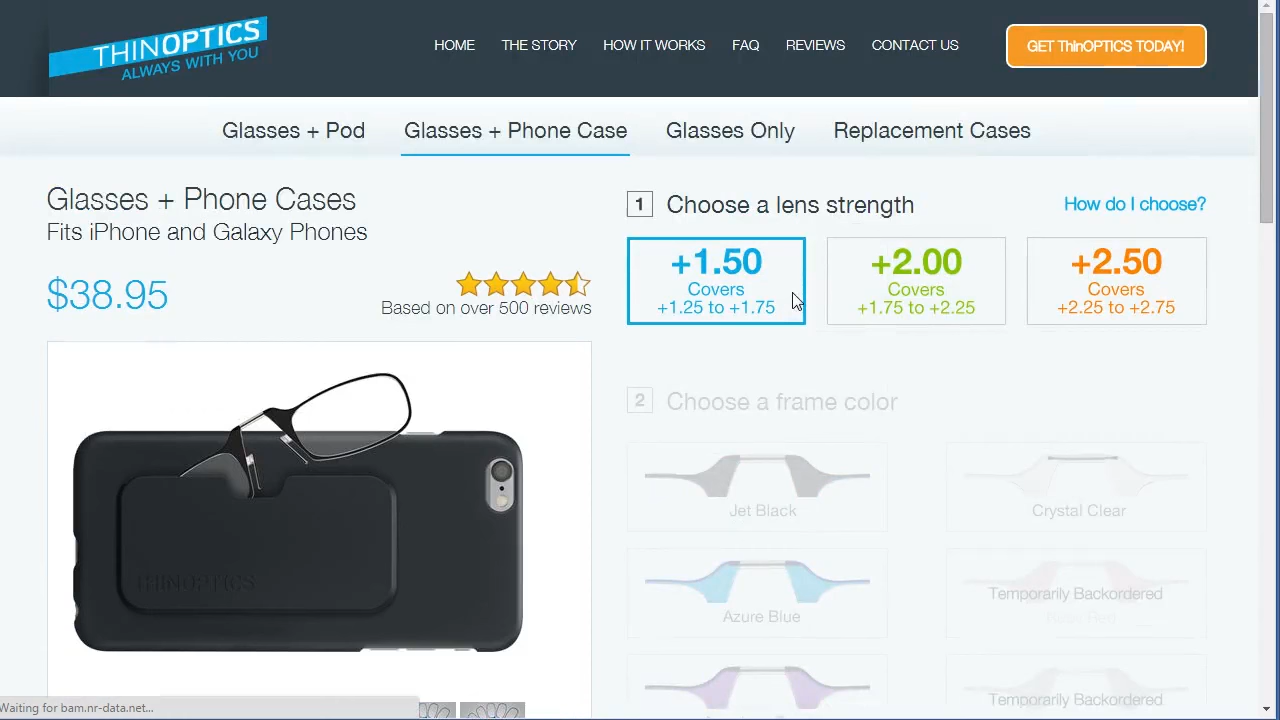 THINOPTICS
ALWAYS WITH YOU
HOME THE STORY HOW IT WORKS FAQ REVIEWS CONTACT US
GET ThinOPTICS TODAY!
Glasses + Pod Glasses + Phone Case Glasses Only Replacement Cases
Glasses + Phone Cases
Fits iPhone and Galaxy Phones
$38.95
Based on over 500 reviews
THINOPTICS
1 Choose a lens strength How do I choose?
+1.50 +2.00 +2.50
Covers Covers Covers
+1.25 to +1.75 +1.75 to +2.25 +2.25 to +2.75
2 Choose a frame color
Jet Black Crystal Clear
Temporarily Backordered
Azure Blue
Temporarily Backordered
Waiting for bam.nr-data.net...